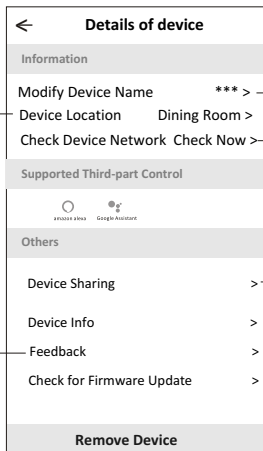 ← Details of device
Information
Modify Device Name *** >
Device Location Dining Room >
Check Device Network Check Now >
Supported Third-part Control
amazon alexa Google Assistant
Others
Device Sharing >
Device Info >
Feedback >
Check for Firmware Update >
Remove Device